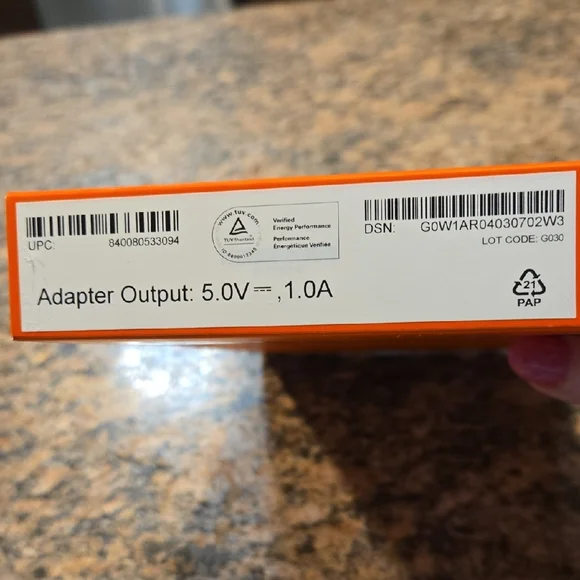 UPC: 840080533094
www.tuv.com
TÜVRheinland
Verified
Energy Performance
Performance
Energétique Vérifiée
DSN: G0W1AR04030702W3
LOT CODE: G030
Adapter Output: 5.0V⎓,1.0A
21
PAP